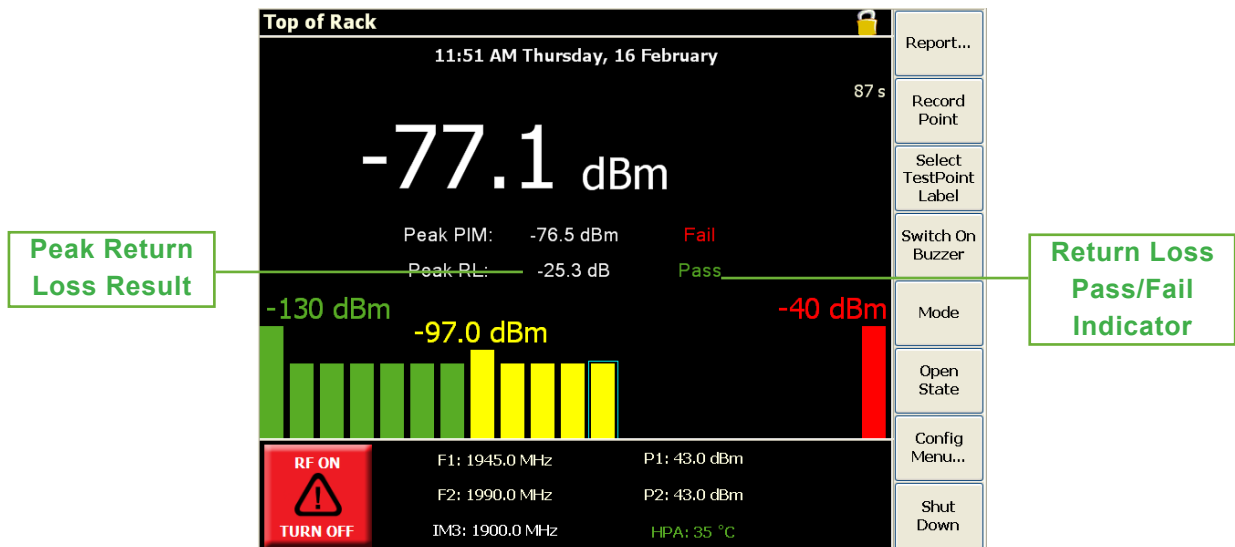 Top of Rack
11:51 AM Thursday, 16 February
87 s
-77.1 dBm
Peak PIM: -76.5 dBm Fail
Peak RL: -25.3 dB Pass
-130 dBm
-97.0 dBm
-40 dBm
RF ON
TURN OFF
F1: 1945.0 MHz P1: 43.0 dBm
F2: 1990.0 MHz P2: 43.0 dBm
IM3: 1900.0 MHz HPA: 35 °C
Report...
Record
Point
Select
TestPoint
Label
Switch On
Buzzer
Mode
Open
State
Config
Menu...
Shut
Down
Peak Return
Loss Result
Return Loss
Pass/Fail
Indicator